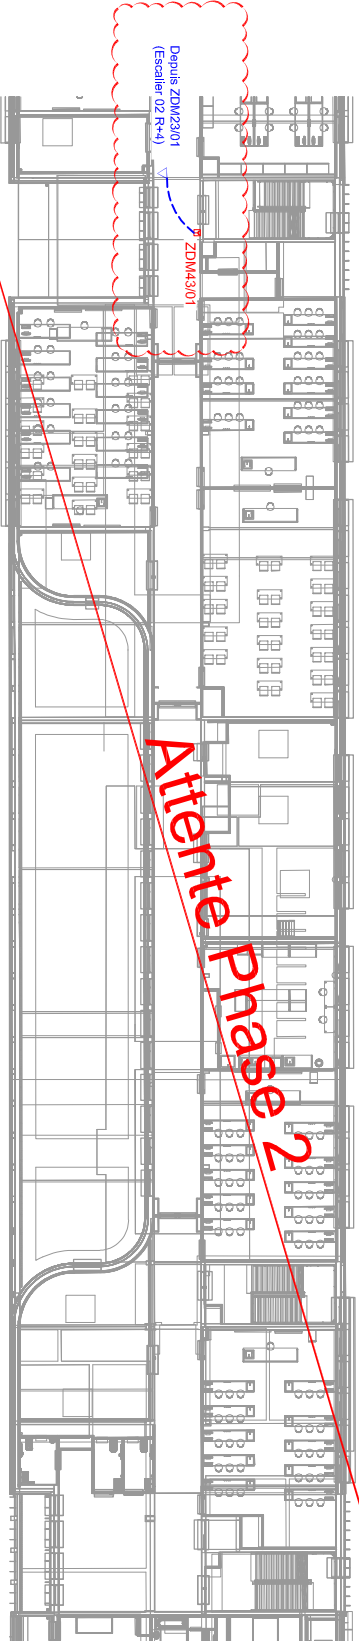 Depuis ZDM23/01
(Escalier 02 R+4)
ZDM43/01
Attente Phase 2